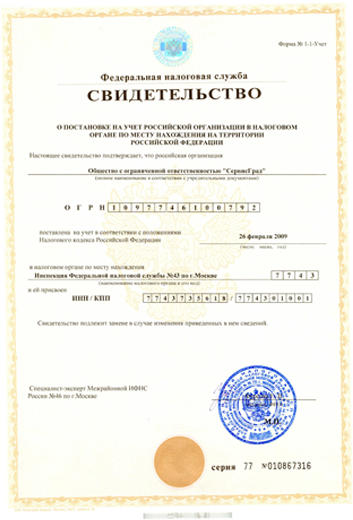 Форма № 1-1-Учет
Федеральная налоговая служба
СВИДЕТЕЛЬСТВО
О ПОСТАНОВКЕ НА УЧЕТ РОССИЙСКОЙ ОРГАНИЗАЦИИ В НАЛОГОВОМ
ОРГАНЕ ПО МЕСТУ НАХОЖДЕНИЯ НА ТЕРРИТОРИИ
РОССИЙСКОЙ ФЕДЕРАЦИИ
Настоящее свидетельство подтверждает, что российская организация
Общество с ограниченной ответственностью "СервисГрад"
(полное наименование в соответствии с учредительными документами)
О Г Р Н 1 0 9 7 7 4 6 1 0 0 7 9 2
поставлена на учет в соответствии с положениями
Налогового кодекса Российской Федерации 26 февраля 2009
(число, месяц, год)
в налоговом органе по месту нахождения
Инспекция Федеральной налоговой службы №43 по г.Москве 7 7 4 3
(наименование налогового органа и его код)
и ей присвоен
ИНН / КПП 7 7 4 3 7 3 5 6 1 8 / 7 7 4 3 0 1 0 0 1
Свидетельство подлежит замене в случае изменения приведенных в нем сведений.
Специалист-эксперт Межрайонной ИФНС
России №46 по г.Москве
М.П.
серия 77 №010867316